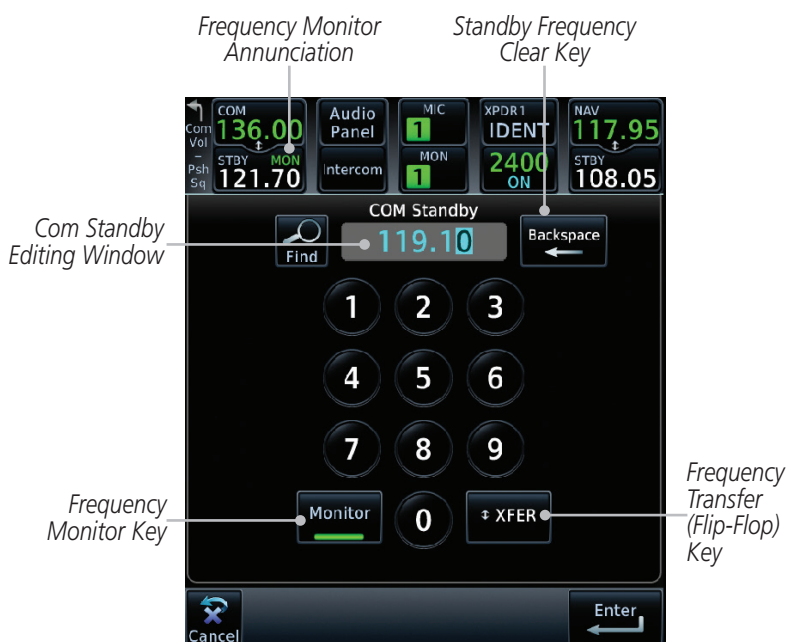 Frequency Monitor
Annunciation
Standby Frequency
Clear Key
Com
Vol
–
Psh
Sq
COM
136.00
STBY MON
121.70
Audio
Panel
Intercom
MIC
1
MON
1
XPDR1
IDENT
2400
ON
NAV
117.95
STBY
108.05
COM Standby
Find
119.10
Backspace
Com Standby
Editing Window
1 2 3
4 5 6
7 8 9
Monitor
0
XFER
Frequency
Monitor Key
Frequency
Transfer
(Flip-Flop)
Key
Cancel
Enter